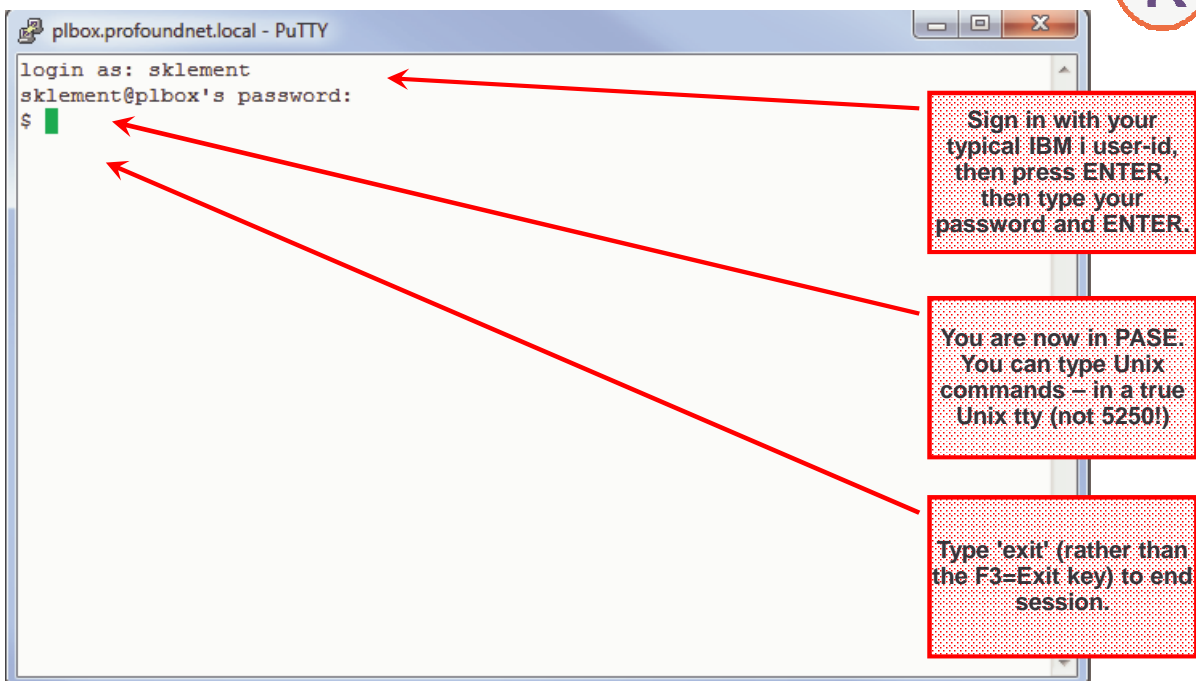 plbox.profoundnet.local - PuTTY
login as: sklement
sklement@plbox's password:
$
Sign in with your
typical IBM i user-id,
then press ENTER,
then type your
password and ENTER.
You are now in PASE.
You can type Unix
commands – in a true
Unix tty (not 5250!)
Type 'exit' (rather than
the F3=Exit key) to end
session.